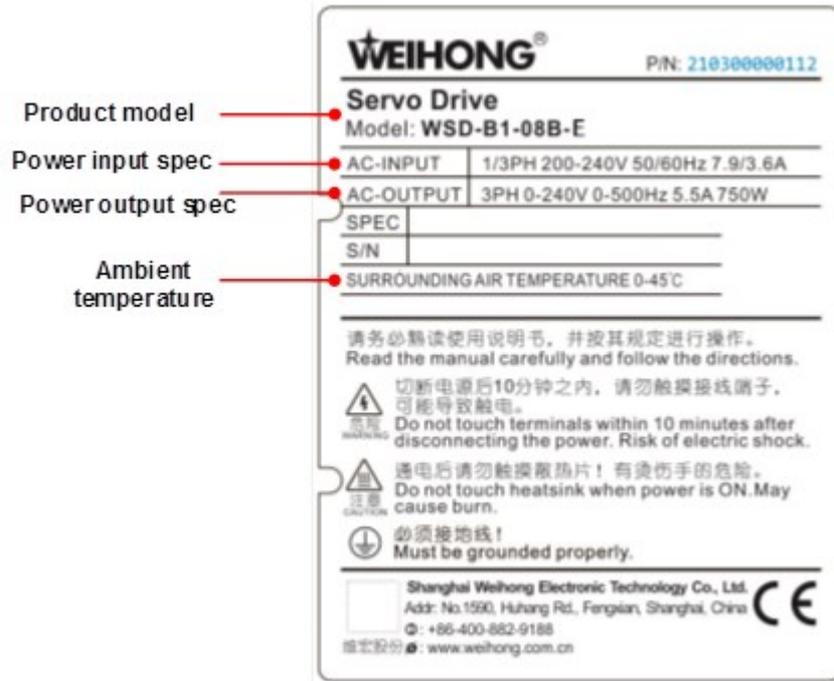 WEIHONG®
P/N: 210300000112
Product model
Servo Drive
Model: WSD-B1-08B-E
Power input spec
AC-INPUT 1/3PH 200-240V 50/60Hz 7.9/3.6A
Power output spec
AC-OUTPUT 3PH 0-240V 0-500Hz 5.5A 750W
SPEC
S/N
Ambient
temperature
SURROUNDING AIR TEMPERATURE 0-45℃
请务必熟读使用说明书，并按其规定进行操作。
Read the manual carefully and follow the directions.
切断电源后10分钟之内，请勿触摸接线端子，
可能导致触电。
危险
WARNING
Do not touch terminals within 10 minutes after
disconnecting the power. Risk of electric shock.
通电后请勿触摸散热片！有烫伤手的危险。
注意
CAUTION
Do not touch heatsink when power is ON.May
cause burn.
必须接地线！
Must be grounded properly.
Shanghai Weihong Electronic Technology Co., Ltd.
Addr: No.1590, Huhang Rd., Fengxian, Shanghai, China
CE
: +86-400-882-9188
维宏股份 : www.weihong.com.cn